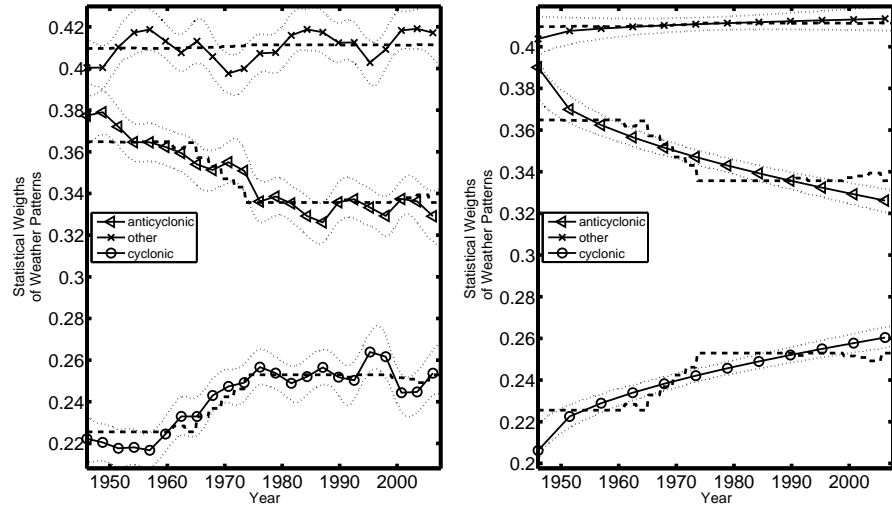 0.42
0.4
0.38
0.36
0.34
0.32
0.3
0.28
0.26
0.24
0.22
Statistical Weigths
of Weather Patterns
anticyclonic
other
cyclonic
1950 1960 1970 1980 1990 2000
Year
0.4
0.38
0.36
0.34
0.32
0.3
0.28
0.26
0.24
0.22
0.2
Statistical Weigths
of Weather Patterns
anticyclonic
other
cyclonic
1950 1960 1970 1980 1990 2000
Year